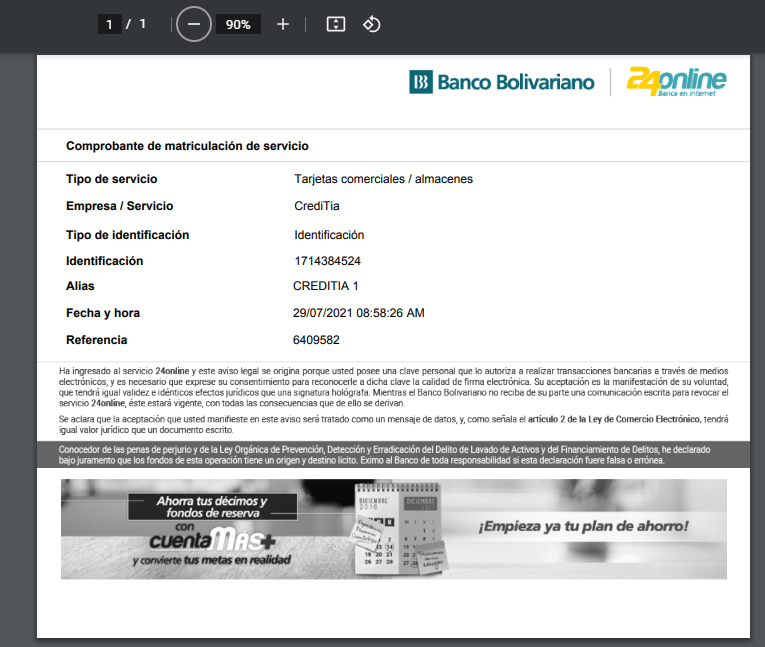 1 / 1
90%
Banco Bolivariano
24online
Banca en internet
Comprobante de matriculación de servicio
Tipo de servicio Tarjetas comerciales / almacenes
Empresa / Servicio CrediTia
Tipo de identificación Identificación
Identificación 1714384524
Alias CREDITIA 1
Fecha y hora 29/07/2021 08:58:26 AM
Referencia 6409582
Ha ingresado al servicio 24online y este aviso legal se origina porque usted posee una clave personal que lo autoriza a realizar transacciones bancarias a través de medios
electrónicos, y es necesario que exprese su consentimiento para reconocerle a dicha clave la calidad de firma electrónica. Su aceptación es la manifestación de su voluntad,
que tendrá igual validez e idénticos efectos jurídicos que una signatura hológrafa. Mientras el Banco Bolivariano no reciba de su parte una comunicación escrita para revocar el
servicio 24online, éste estará vigente, con todas las consecuencias que de ello se derivan.
Se aclara que la aceptación que usted manifieste en este aviso será tratado como un mensaje de datos, y, como señala el artículo 2 de la Ley de Comercio Electrónico, tendrá
igual valor jurídico que un documento escrito.
Conocedor de las penas de perjurio y de la Ley Orgánica de Prevención, Detección y Erradicación del Delito de Lavado de Activos y del Financiamiento de Delitos, he declarado
bajo juramento que los fondos de esta operación tiene un origen y destino lícito. Eximo al Banco de toda responsabilidad si esta declaración fuere falsa o errónea.
Ahorra tus décimos y
fondos de reserva
con
cuentaMÁS+
y convierte tus metas en realidad
DICIEMBRE
2016
DICIEMBRE
¡Empieza ya tu plan de ahorro!